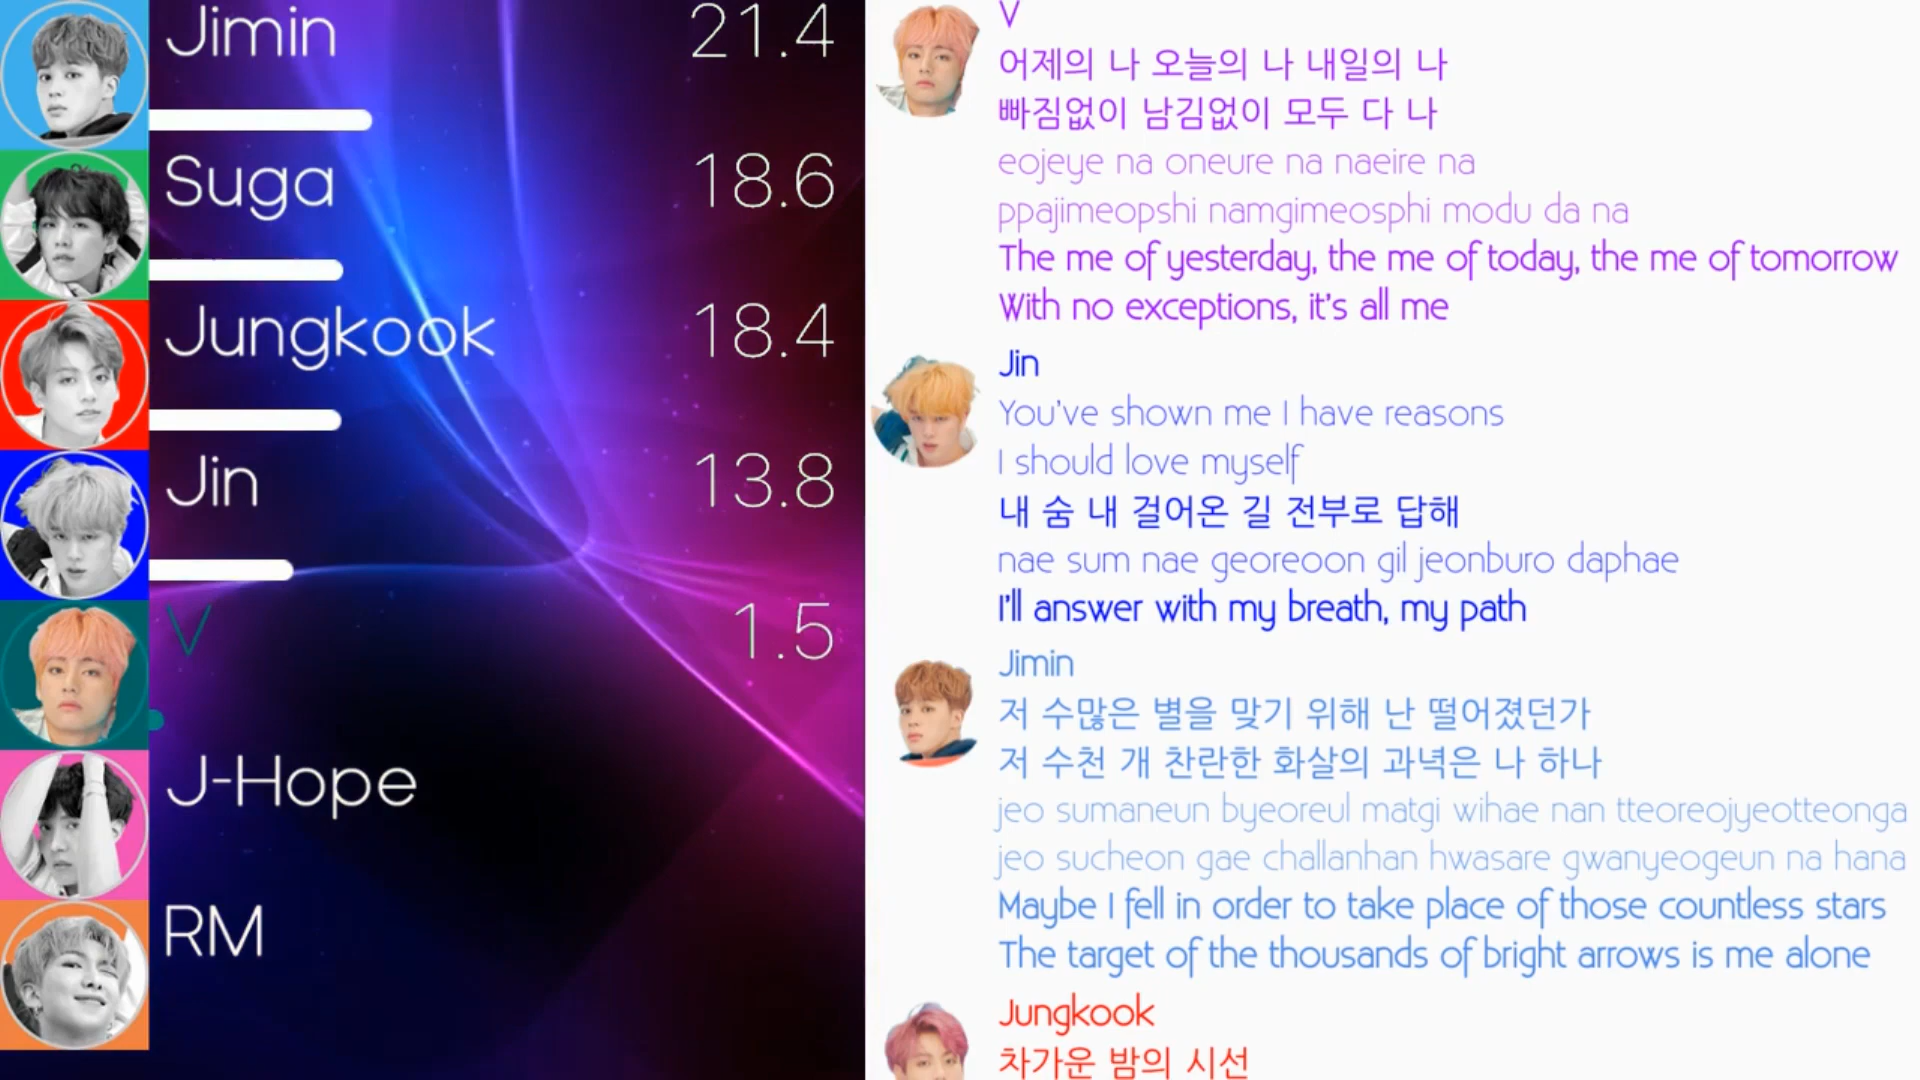 Jimin 21.4
Suga 18.6
Jungkook 18.4
Jin 13.8
V 1.5
J-Hope
RM
V
어제의 나 오늘의 나 내일의 나
빠짐없이 남김없이 모두 다 나
eojeye na oneure na naeire na
ppajimeopshi namgimeosphi modu da na
The me of yesterday, the me of today, the me of tomorrow
With no exceptions, it's all me
Jin
You've shown me I have reasons
I should love myself
내 숨 내 걸어온 길 전부로 답해
nae sum nae georeoon gil jeonburo daphae
I'll answer with my breath, my path
Jimin
저 수많은 별을 맞기 위해 난 떨어졌던가
저 수천 개 찬란한 화살의 과녁은 나 하나
jeo sumaneun byeoreul matgi wihae nan tteoreojyeotteonga
jeo sucheon gae challanhan hwasare gwanyeogeun na hana
Maybe I fell in order to take place of those countless stars
The target of the thousands of bright arrows is me alone
Jungkook
차가운 밤의 시선